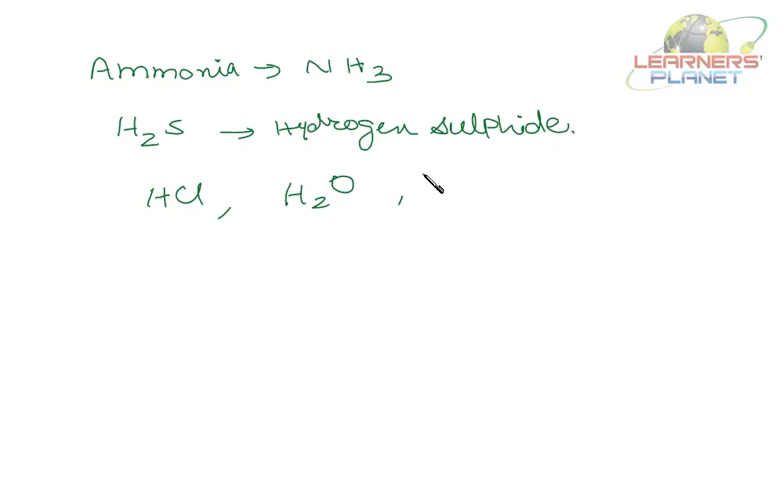 LEARNERS'
PLANET
Ammonia → NH3
H2S → Hydrogen sulphide.
HCl, H2O,